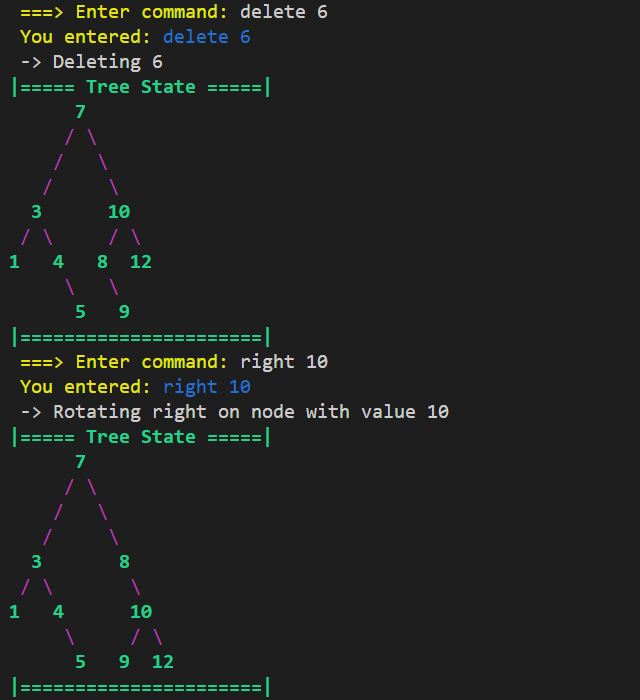 ===> Enter command: delete 6
You entered: delete 6
-> Deleting 6
|===== Tree State =====|
      7
     / \
    /   \
   /     \
  3      10
 / \     / \
1   4   8  12
     \   \
      5   9
|======================|
===> Enter command: right 10
You entered: right 10
-> Rotating right on node with value 10
|===== Tree State =====|
      7
     / \
    /   \
   /     \
  3       8
 / \       \
1   4      10
     \     / \
      5   9  12
|======================|